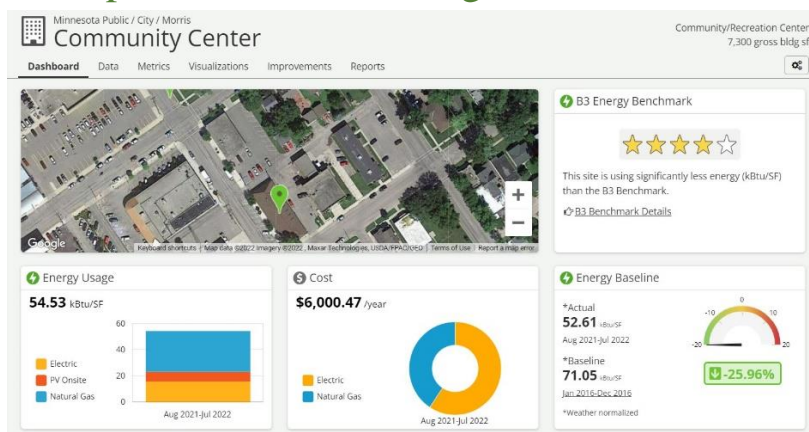 Minnesota Public / City / Morris
Community Center
Community/Recreation Center
7,300 gross bldg sf
Dashboard Data Metrics Visualizations Improvements Reports
Google
Keyboard shortcuts Map data ©2022 Imagery ©2022 , Maxar Technologies, USDA/FPAC/GEO Terms of Use Report a map error
B3 Energy Benchmark
This site is using significantly less energy (kBtu/SF)
than the B3 Benchmark.
B3 Benchmark Details
Energy Usage
54.53 kBtu/SF
60
40
20
0
Electric
PV Onsite
Natural Gas
Aug 2021-Jul 2022
Cost
$6,000.47 /year
Electric
Natural Gas
Aug 2021-Jul 2022
Energy Baseline
*Actual
52.61 kBtu/SF
Aug 2021-Jul 2022
*Baseline
71.05 kBtu/SF
Jan 2016-Dec 2016
*Weather normalized
-20
-10
0
10
20
-25.96%